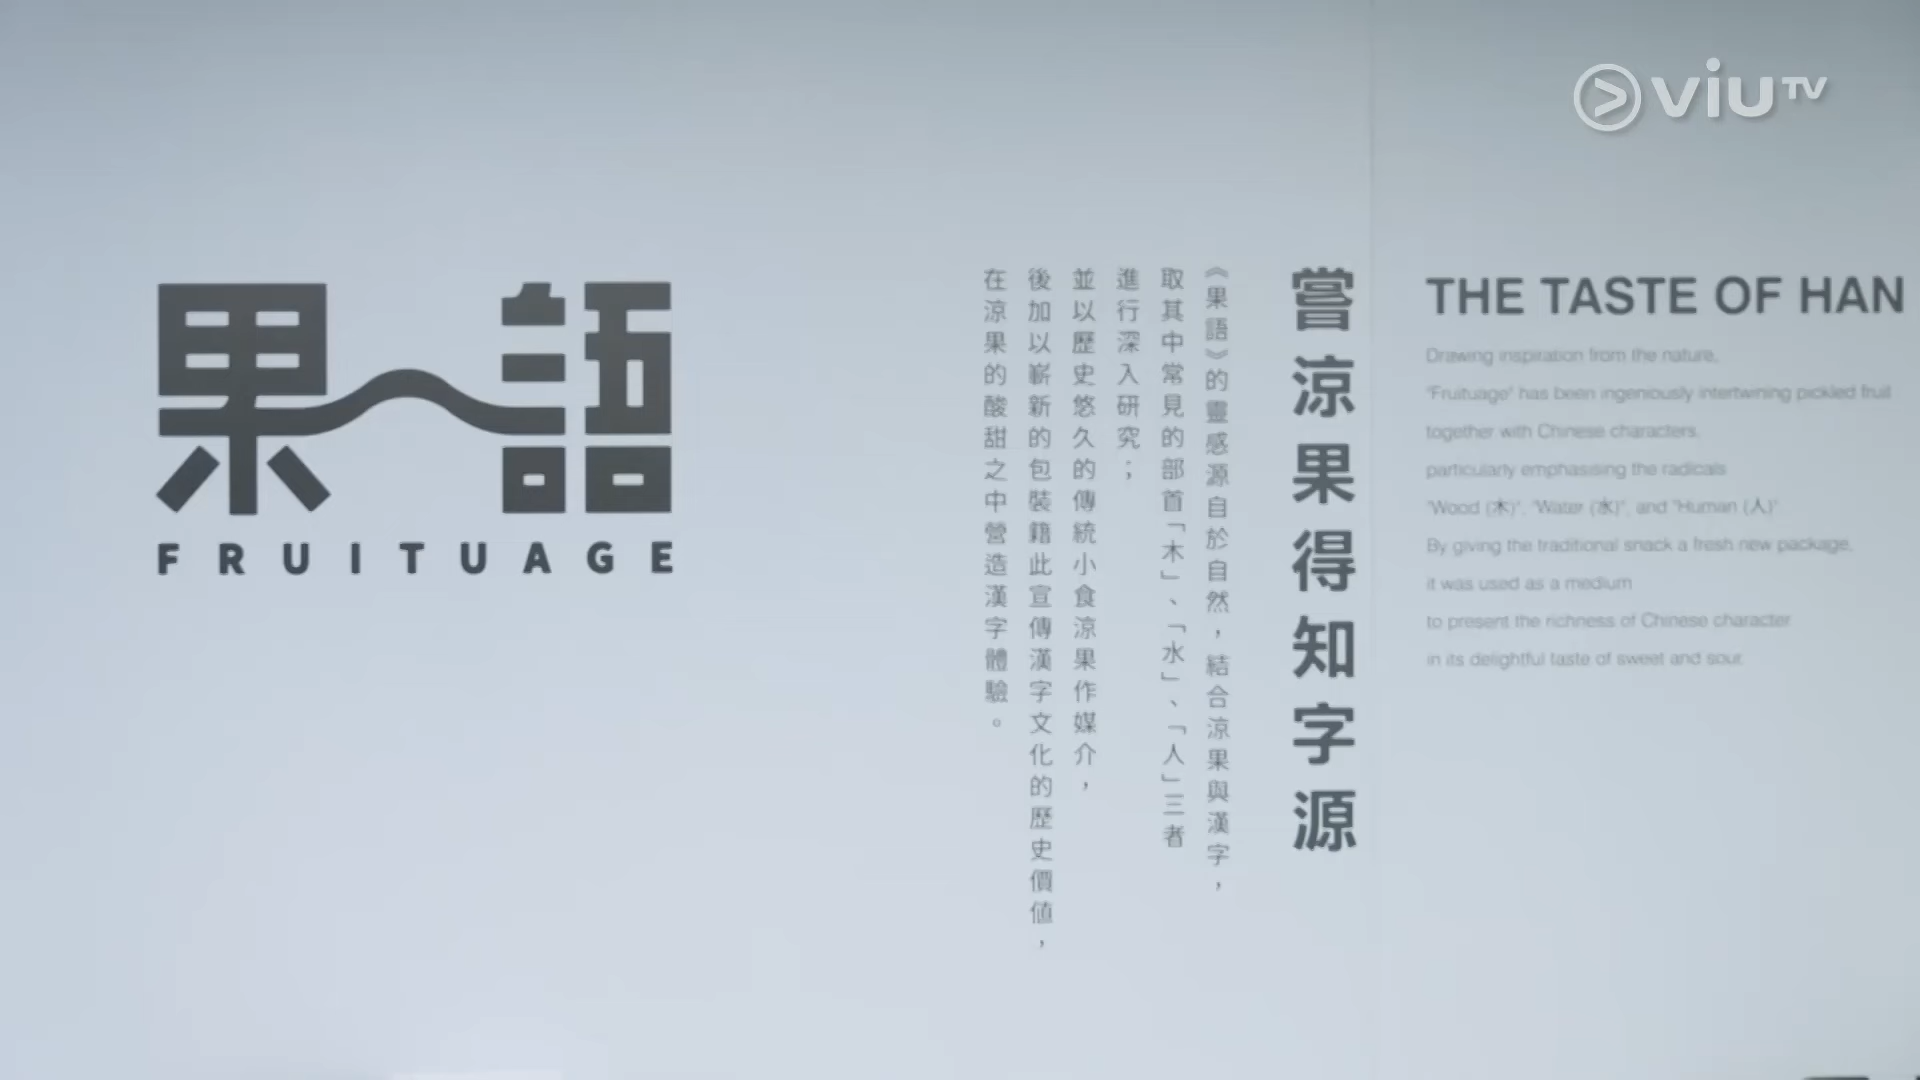 viu TV
果語
FRUITUAGE
嘗涼果得知字源
《果語》的靈感源自於自然，結合涼果與漢字，
取其中常見的部首「木」、「水」、「人」三者
進行深入研究；
並以歷史悠久的傳統小食涼果作媒介，
後加以嶄新的包裝籍此宣傳漢字文化的歷史價值，
在涼果的酸甜之中營造漢字體驗。
THE TASTE OF HAN
Drawing inspiration from the nature,
"Fruituage" has been ingeniously intertwining pickled fruit
together with Chinese characters,
particularly emphasising the radicals
"Wood (木)", "Water (水)", and "Human (人)"
By giving the traditional snack a fresh new package,
it was used as a medium
to present the richness of Chinese character
in its delightful taste of sweet and sour.